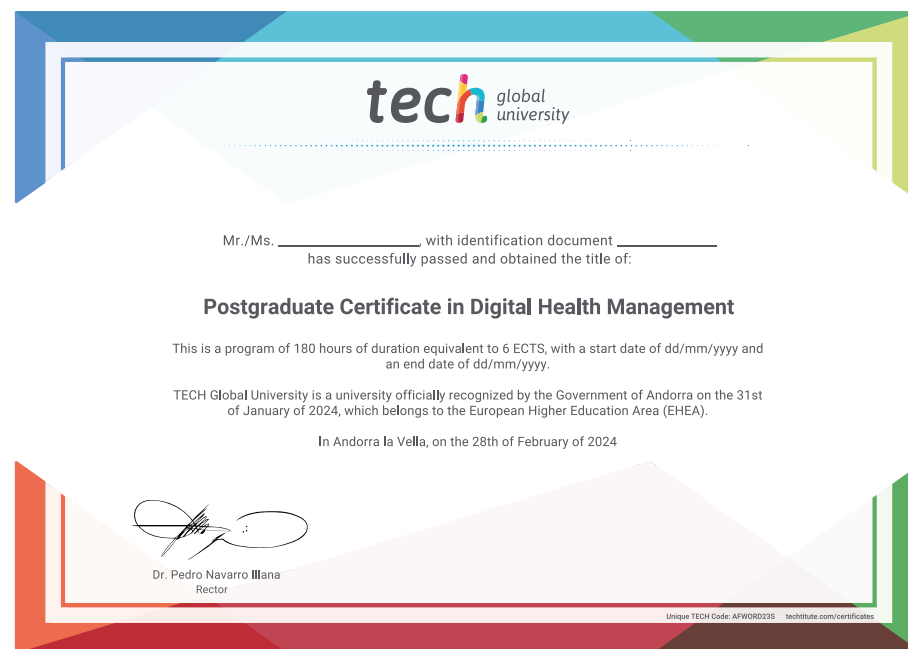 tech global
university
Mr./Ms. ____________________, with identification document ______________
has successfully passed and obtained the title of:
Postgraduate Certificate in Digital Health Management
This is a program of 180 hours of duration equivalent to 6 ECTS, with a start date of dd/mm/yyyy and
an end date of dd/mm/yyyy.
TECH Global University is a university officially recognized by the Government of Andorra on the 31st
of January of 2024, which belongs to the European Higher Education Area (EHEA).
In Andorra la Vella, on the 28th of February of 2024
Dr. Pedro Navarro Illana
Rector
Unique TECH Code: AFWORD23S techtitute.com/certificates